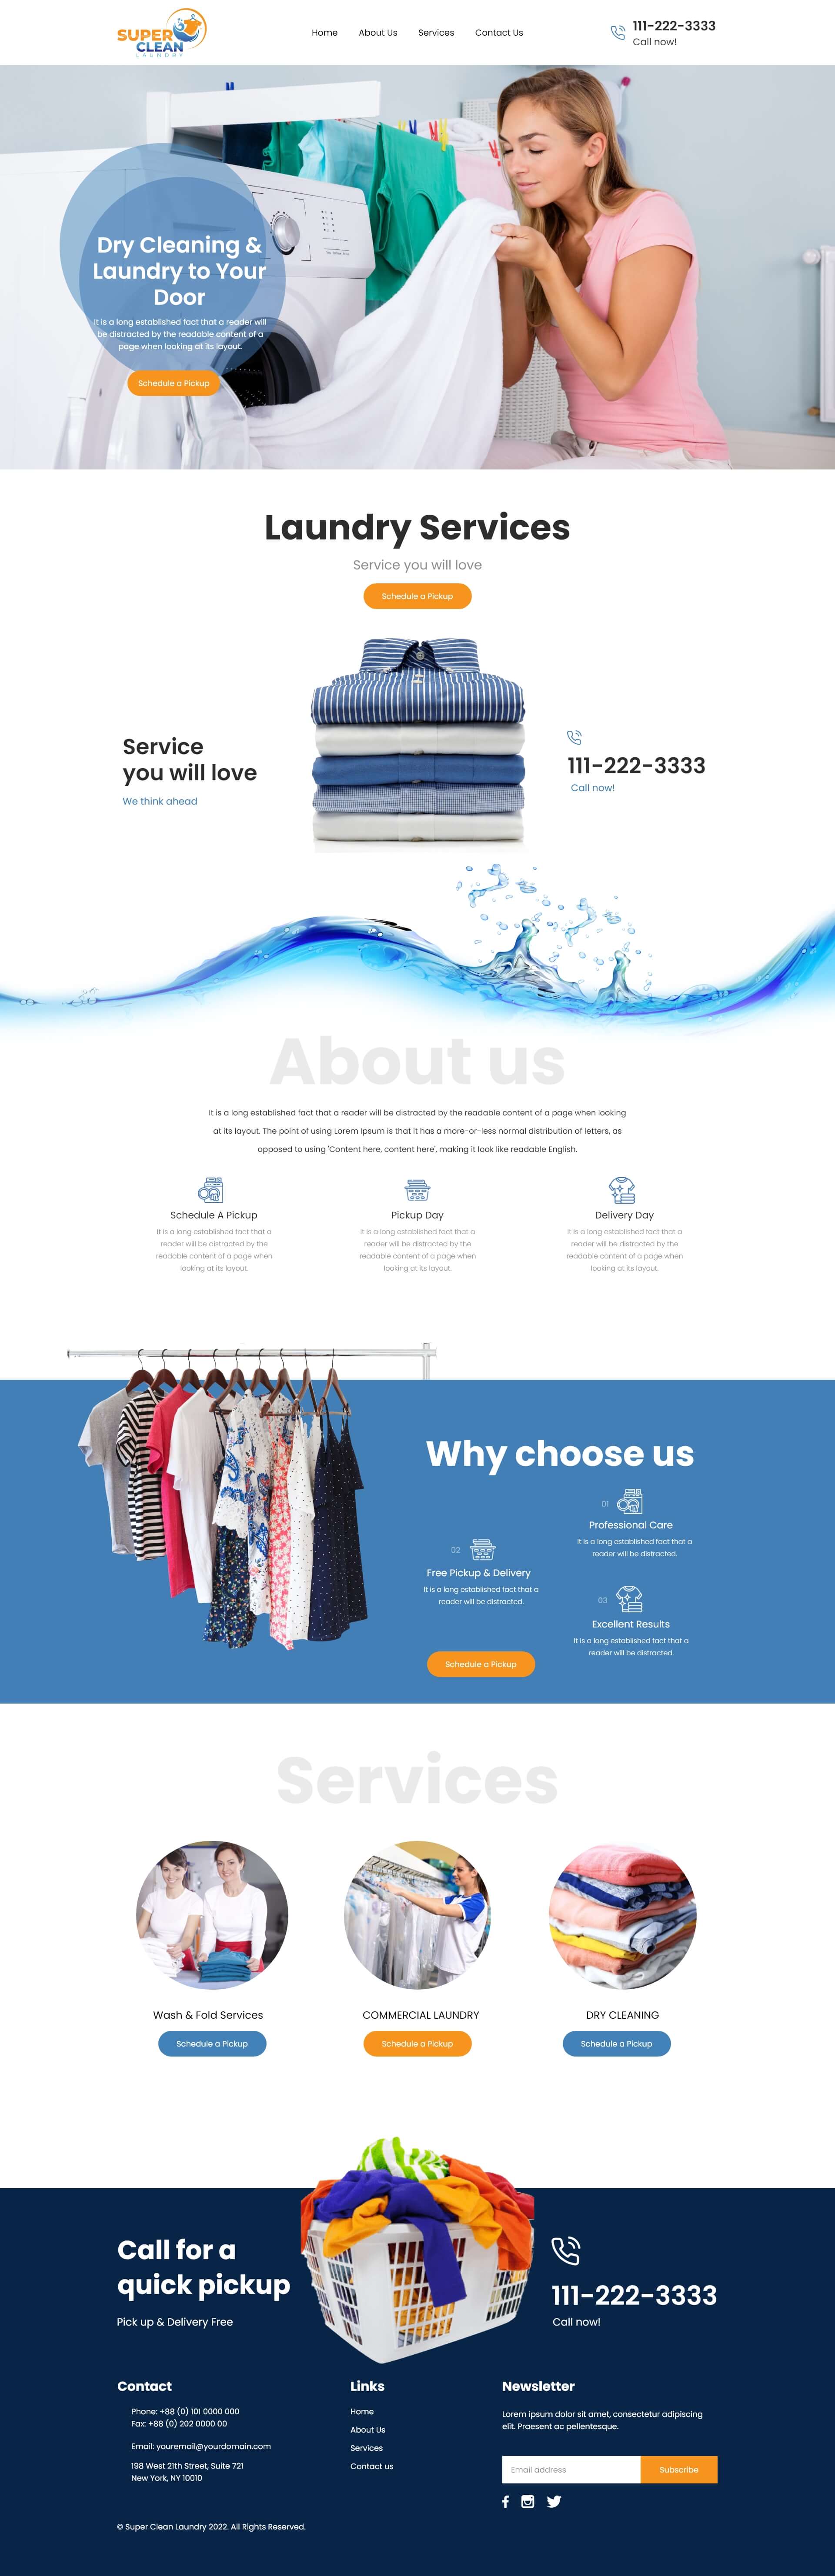 SUPER
CLEAN
LAUNDRY
Home
About Us
Services
Contact Us
111-222-3333
Call now!
Dry Cleaning &
Laundry to Your
Door
It is a long established fact that a reader will
be distracted by the readable content of a
page when looking at its layout.
Schedule a Pickup
Laundry Services
Service you will love
Schedule a Pickup
Service
you will love
We think ahead
111-222-3333
Call now!
About us
it is a long established fact that a reader will be distracted by the readable content of a page when looking
at its layout. The point of using Lorem Ipsum is that it has a more-or-less normal distribution of letters, as
opposed to using 'Content here, content here', making it look like readable English.
Schedule A Pickup
It is a long established fact that a
reader will be distracted by the
readable content of a page when
looking at its layout.
Pickup Day
It is a long established fact that a
reader will be distracted by the
readable content of a page when
looking at its layout.
Delivery Day
It is a long established fact that a
reader will be distracted by the
readable content of a page when
looking at its layout.
Why choose us
01
Professional Care
It is a long established fact that a
reader will be distracted.
02
Free Pickup & Delivery
It is a long established fact that a
reader will be distracted.
03
Excellent Results
It is a long established fact that a
reader will be distracted.
Schedule a Pickup
Services
Wash & Fold Services
Schedule a Pickup
COMMERCIAL LAUNDRY
Schedule a Pickup
DRY CLEANING
Schedule a Pickup
Call for a
quick pickup
Pick up & Delivery Free
111-222-3333
Call now!
Contact
Phone: +88 (0) 101 0000 000
Fax: +88 (0) 202 0000 00
Email: youremail@yourdomain.com
198 West 21th Street, Suite 721
New York, NY 10010
Links
Home
About Us
Services
Contact us
Newsletter
Lorem ipsum dolor sit amet, consectetur adipiscing
elit. Praesent ac pellentesque.
Email address
Subscribe
© Super Clean Laundry 2022. All Rights Reserved.